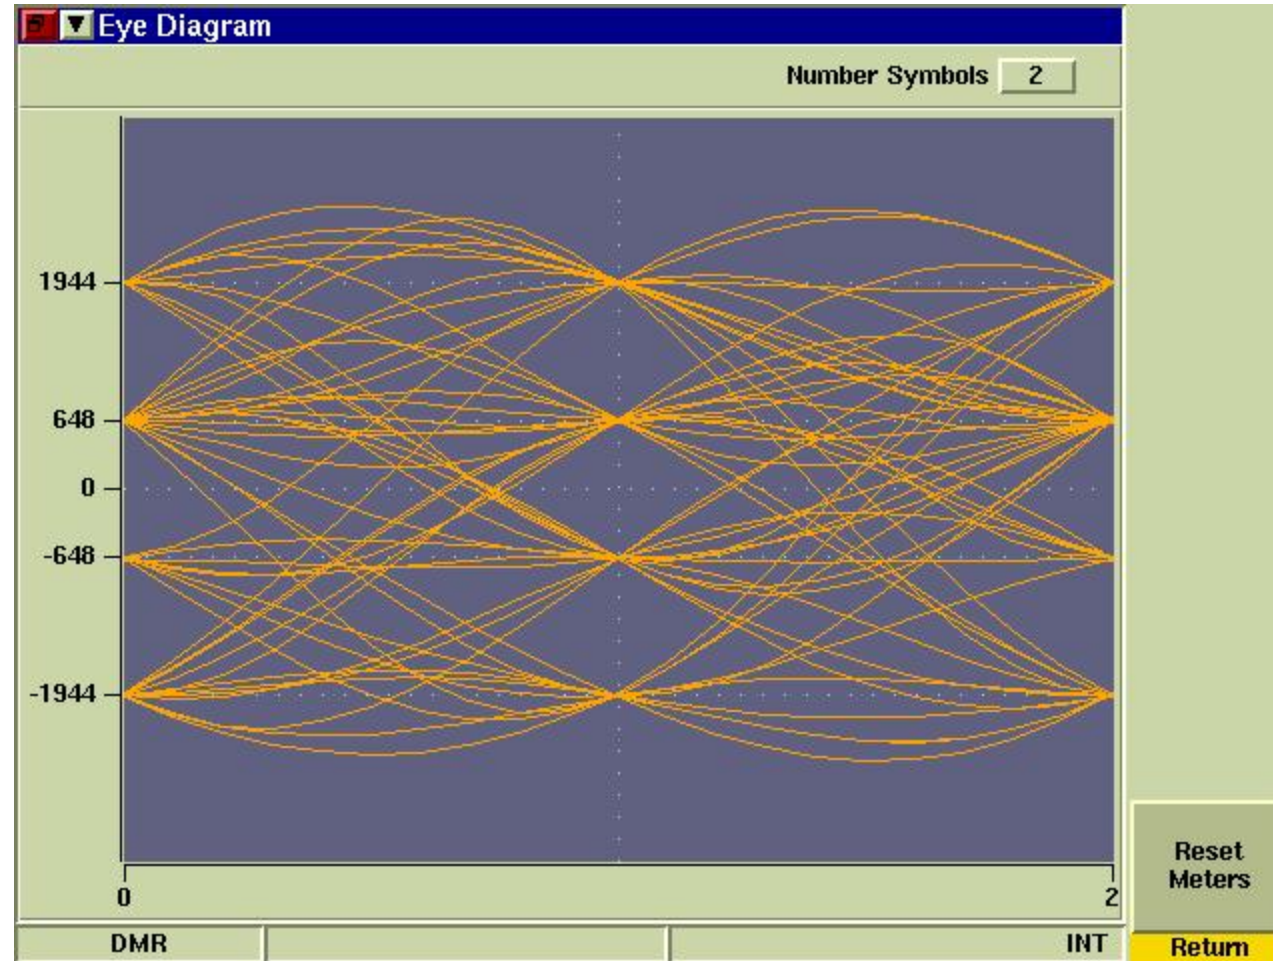 Eye Diagram
Number Symbols 2
1944
648
0
-648
-1944
0 2
Reset
Meters
DMR INT
Return